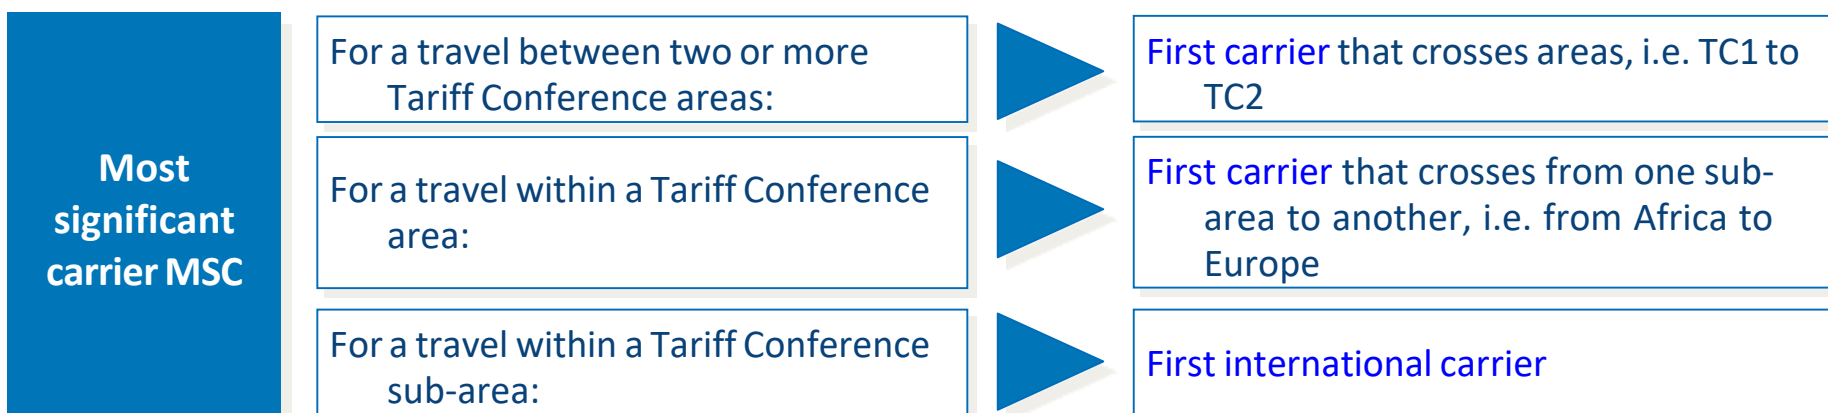 Most
significant
carrier MSC
For a travel between two or more
Tariff Conference areas:
First carrier that crosses areas, i.e. TC1 to
TC2
For a travel within a Tariff Conference
area:
First carrier that crosses from one sub-
area to another, i.e. from Africa to
Europe
For a travel within a Tariff Conference
sub-area:
First international carrier